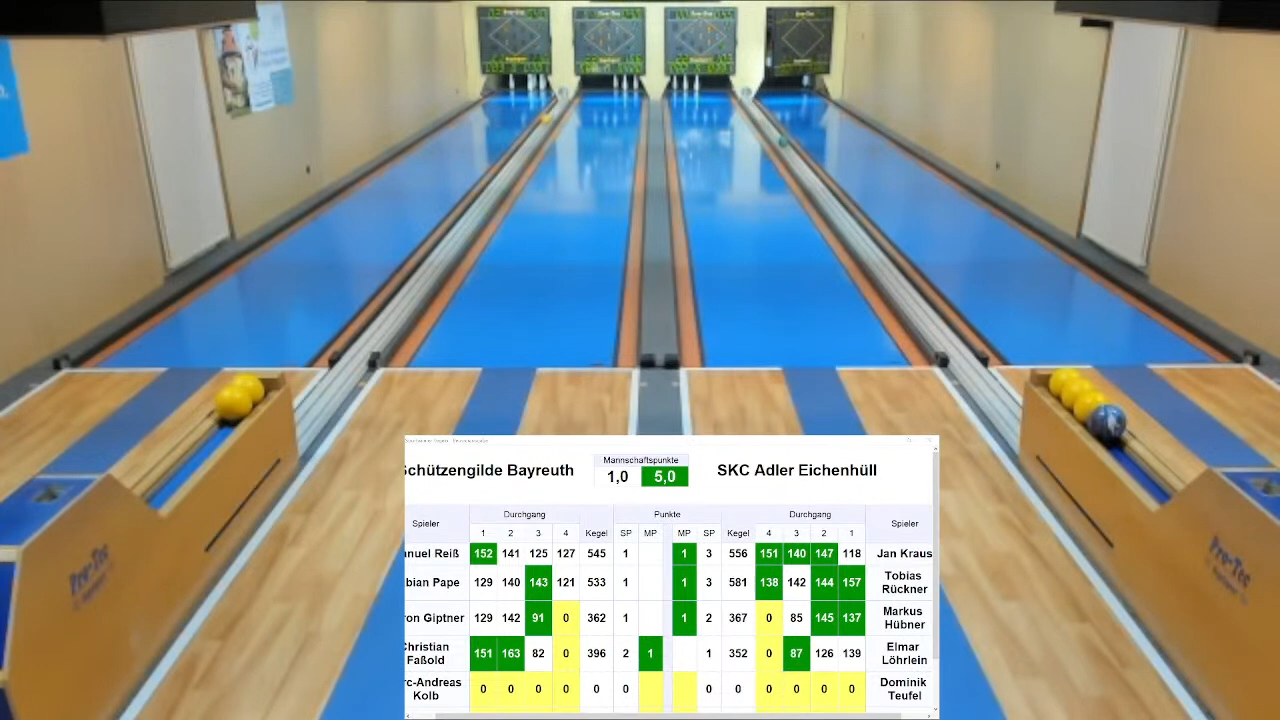 Mannschaftspunkte
Schützengilde Bayreuth 1,0 5,0 SKC Adler Eichenhüll
Spieler Durchgang Punkte Durchgang Spieler
1 2 3 4 Kegel SP MP MP SP Kegel 4 3 2 1
nuel Reiß 152 141 125 127 545 1 1 3 556 151 140 147 118 Jan Kraus
bian Pape 129 140 143 121 533 1 1 3 581 138 142 144 157 Tobias Rückner
ron Giptner 129 142 91 0 362 1 1 2 367 0 85 145 137 Markus Hübner
Christian Faßold 151 163 82 0 396 2 1 1 352 0 87 126 139 Elmar Löhrlein
rc-Andreas Kolb 0 0 0 0 0 0 0 0 0 0 0 0 Dominik Teufel
Pro-Tec
Pro-Tec